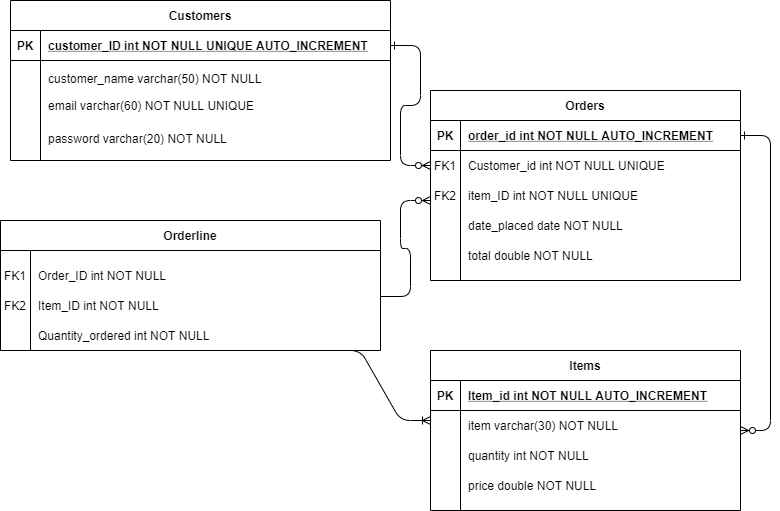 Customers
PK customer_ID int NOT NULL UNIQUE AUTO_INCREMENT
customer_name varchar(50) NOT NULL
email varchar(60) NOT NULL UNIQUE
password varchar(20) NOT NULL
Orders
PK order_id int NOT NULL AUTO_INCREMENT
FK1 Customer_id int NOT NULL UNIQUE
FK2 item_ID int NOT NULL UNIQUE
date_placed date NOT NULL
total double NOT NULL
Orderline
FK1 Order_ID int NOT NULL
FK2 Item_ID int NOT NULL
Quantity_ordered int NOT NULL
Items
PK Item_id int NOT NULL AUTO_INCREMENT
item varchar(30) NOT NULL
quantity int NOT NULL
price double NOT NULL